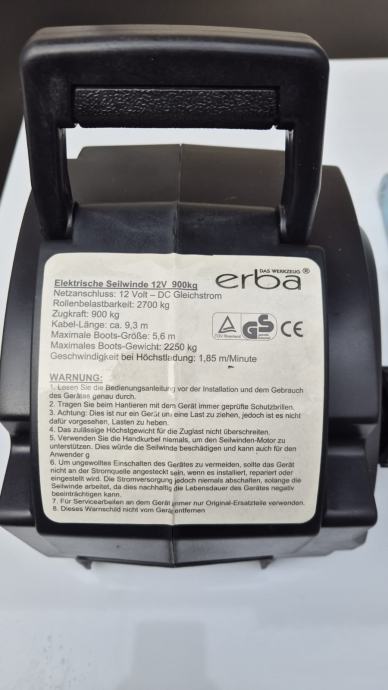 DAS WERKZEUG ®
erba
Elektrische Seilwinde 12V 900kg
Netzanschluss: 12 Volt – DC Gleichstrom
Rollenbelastbarkeit: 2700 kg
Zugkraft: 900 kg
Kabel-Länge: ca. 9,3 m
Maximale Boots-Größe: 5,6 m
Maximales Boots-Gewicht: 2250 kg
Geschwindigkeit bei Höchstladung: 1,85 m/Minute
TÜV Rheinland
GS
CE
WARNUNG:
1. Lesen Sie die Bedienungsanleitung vor der Installation und dem Gebrauch
des Gerätes genau durch.
2. Tragen Sie beim Hantieren mit dem Gerät immer geprüfte Schutzbrillen.
3. Achtung: Dies ist nur ein Gerät um eine Last zu ziehen, jedoch ist es nicht
dafür vorgesehen, Lasten zu heben.
4. Das zulässige Höchstgewicht für die Zuglast nicht überschreiten.
5. Verwenden Sie die Handkurbel niemals, um den Seilwinden-Motor zu
unterstützen. Dies würde die Seilwinde beschädigen und kann auch für den
Anwender g
6. Um ungewolltes Einschalten des Gerätes zu vermeiden, sollte das Gerät
nicht an der Stromquelle angesteckt sein, wenn es installiert, repariert oder
eingestellt wird. Die Stromversorgung jedoch niemals abschalten, solange die
Seilwinde arbeitet, da dies nachhaltig die Lebensdauer des Gerätes negativ
beeinträchtigen kann.
7. Für Servicearbeiten an dem Gerät immer nur Original-Ersatzteile verwenden.
8. Dieses Warnschild nicht vom Gerät entfernen